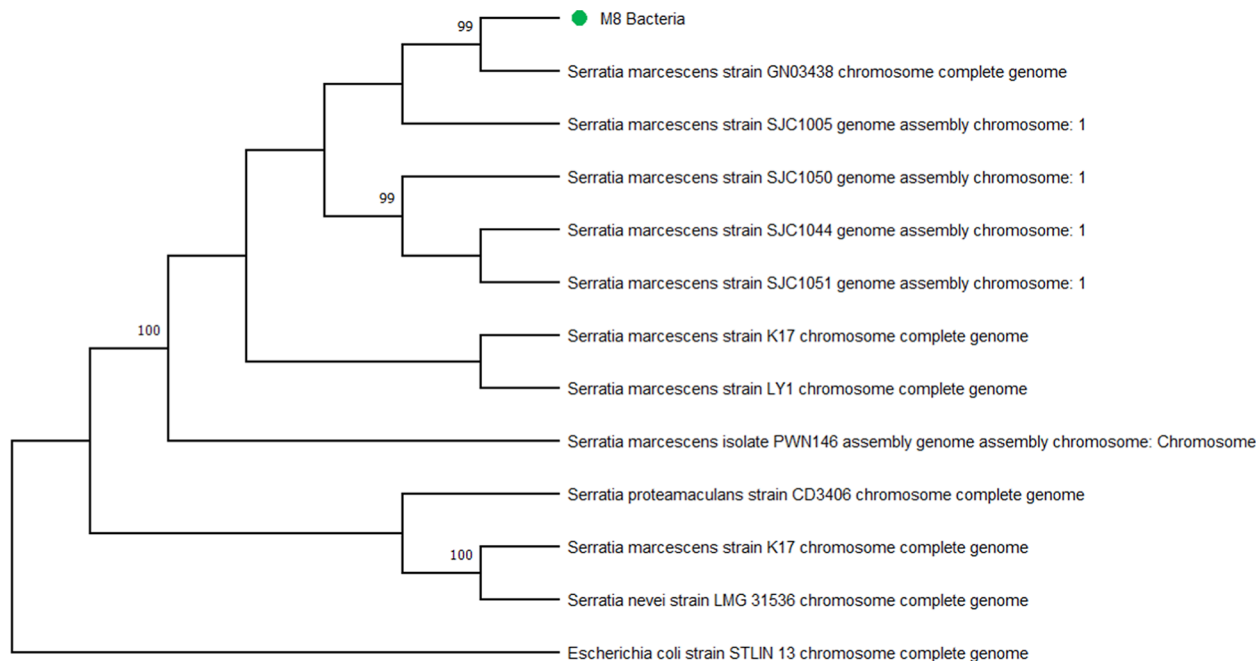 99
M8 Bacteria
Serratia marcescens strain GN03438 chromosome complete genome
Serratia marcescens strain SJC1005 genome assembly chromosome: 1
99
Serratia marcescens strain SJC1050 genome assembly chromosome: 1
Serratia marcescens strain SJC1044 genome assembly chromosome: 1
Serratia marcescens strain SJC1051 genome assembly chromosome: 1
100
Serratia marcescens strain K17 chromosome complete genome
Serratia marcescens strain LY1 chromosome complete genome
Serratia marcescens isolate PWN146 assembly genome assembly chromosome: Chromosome
Serratia proteamaculans strain CD3406 chromosome complete genome
100
Serratia marcescens strain K17 chromosome complete genome
Serratia nevei strain LMG 31536 chromosome complete genome
Escherichia coli strain STLIN 13 chromosome complete genome